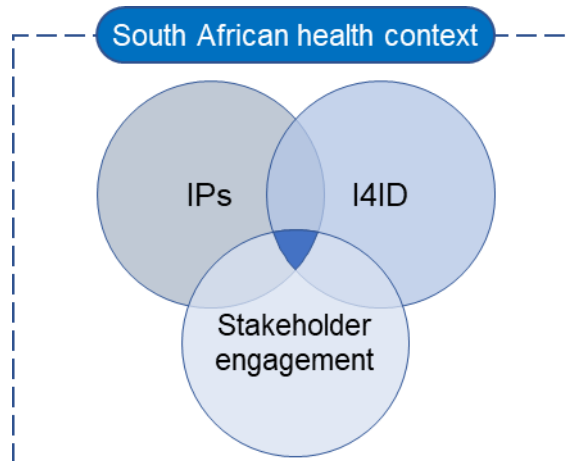 South African health context
IPs
I4ID
Stakeholder
engagement